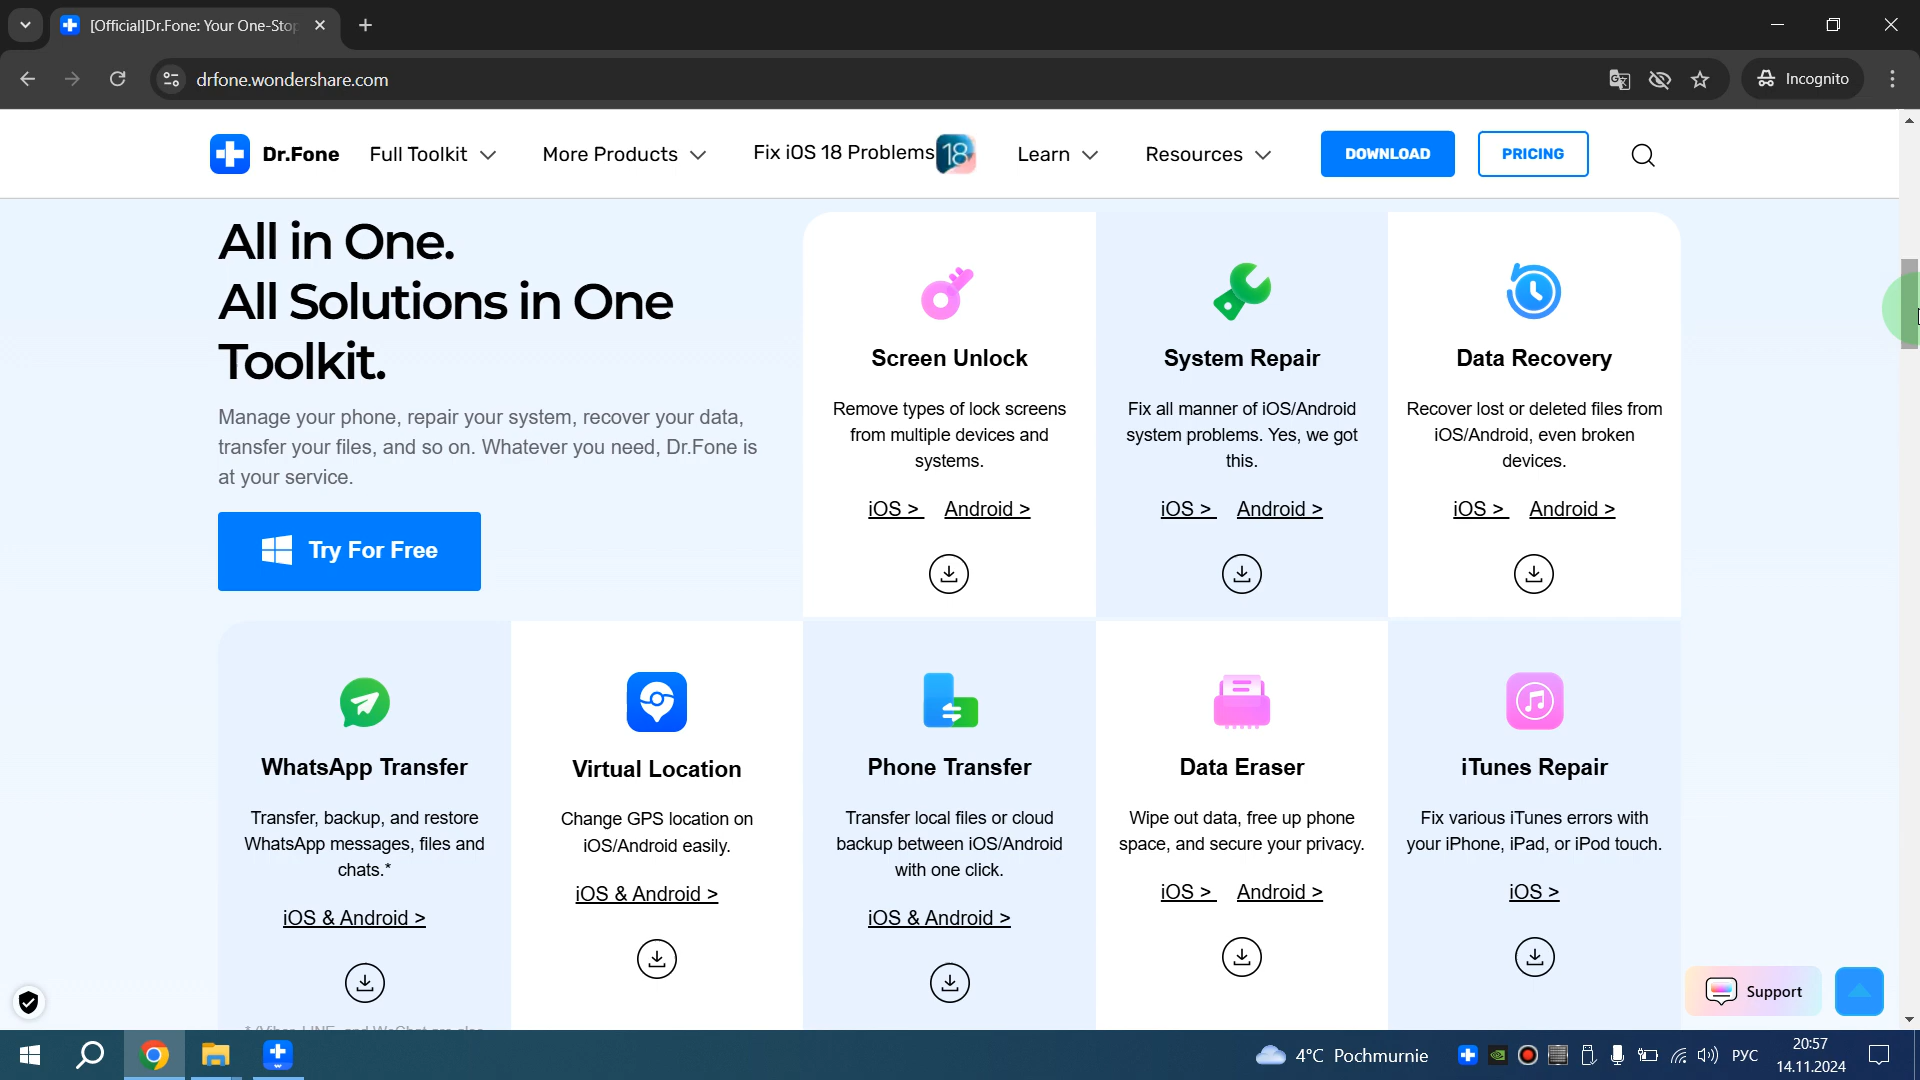 [Official]Dr.Fone: Your One-Stop
drfone.wondershare.com
Incognito
Dr.Fone
Full Toolkit
More Products
Fix iOS 18 Problems
18
Learn
Resources
DOWNLOAD
PRICING
All in One.
All Solutions in One
Toolkit.
Manage your phone, repair your system, recover your data,
transfer your files, and so on. Whatever you need, Dr.Fone is
at your service.
Try For Free
Screen Unlock
Remove types of lock screens
from multiple devices and
systems.
iOS > Android >
System Repair
Fix all manner of iOS/Android
system problems. Yes, we got
this.
iOS > Android >
Data Recovery
Recover lost or deleted files from
iOS/Android, even broken
devices.
iOS > Android >
WhatsApp Transfer
Transfer, backup, and restore
WhatsApp messages, files and
chats.*
iOS & Android >
Virtual Location
Change GPS location on
iOS/Android easily.
iOS & Android >
Phone Transfer
Transfer local files or cloud
backup between iOS/Android
with one click.
iOS & Android >
Data Eraser
Wipe out data, free up phone
space, and secure your privacy.
iOS > Android >
iTunes Repair
Fix various iTunes errors with
your iPhone, iPad, or iPod touch.
iOS >
Support
4°C Pochmurnie
РУС
20:57
14.11.2024